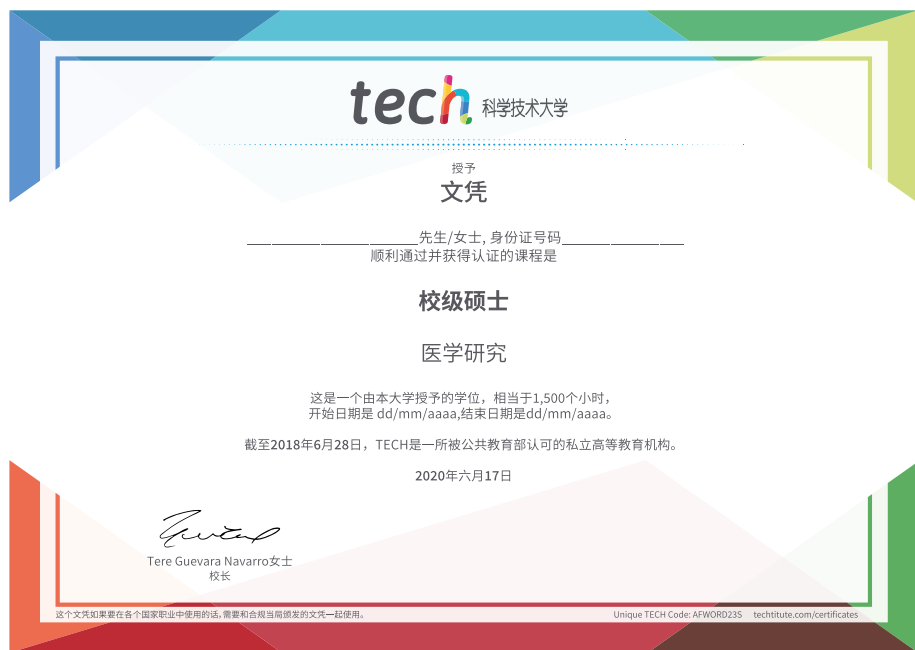 tech 科学技术大学
授予
文凭
______________________先生/女士, 身份证号码________________
顺利通过并获得认证的课程是
校级硕士
医学研究
这是一个由本大学授予的学位，相当于1,500个小时，
开始日期是 dd/mm/aaaa,结束日期是dd/mm/aaaa。
截至2018年6月28日，TECH是一所被公共教育部认可的私立高等教育机构。
2020年六月17日
Tere Guevara Navarro女士
校长
这个文凭如果要在各个国家职业中使用的话,需要和合规当局颁发的文凭一起使用。
Unique TECH Code: AFWORD23S techtitute.com/certificates